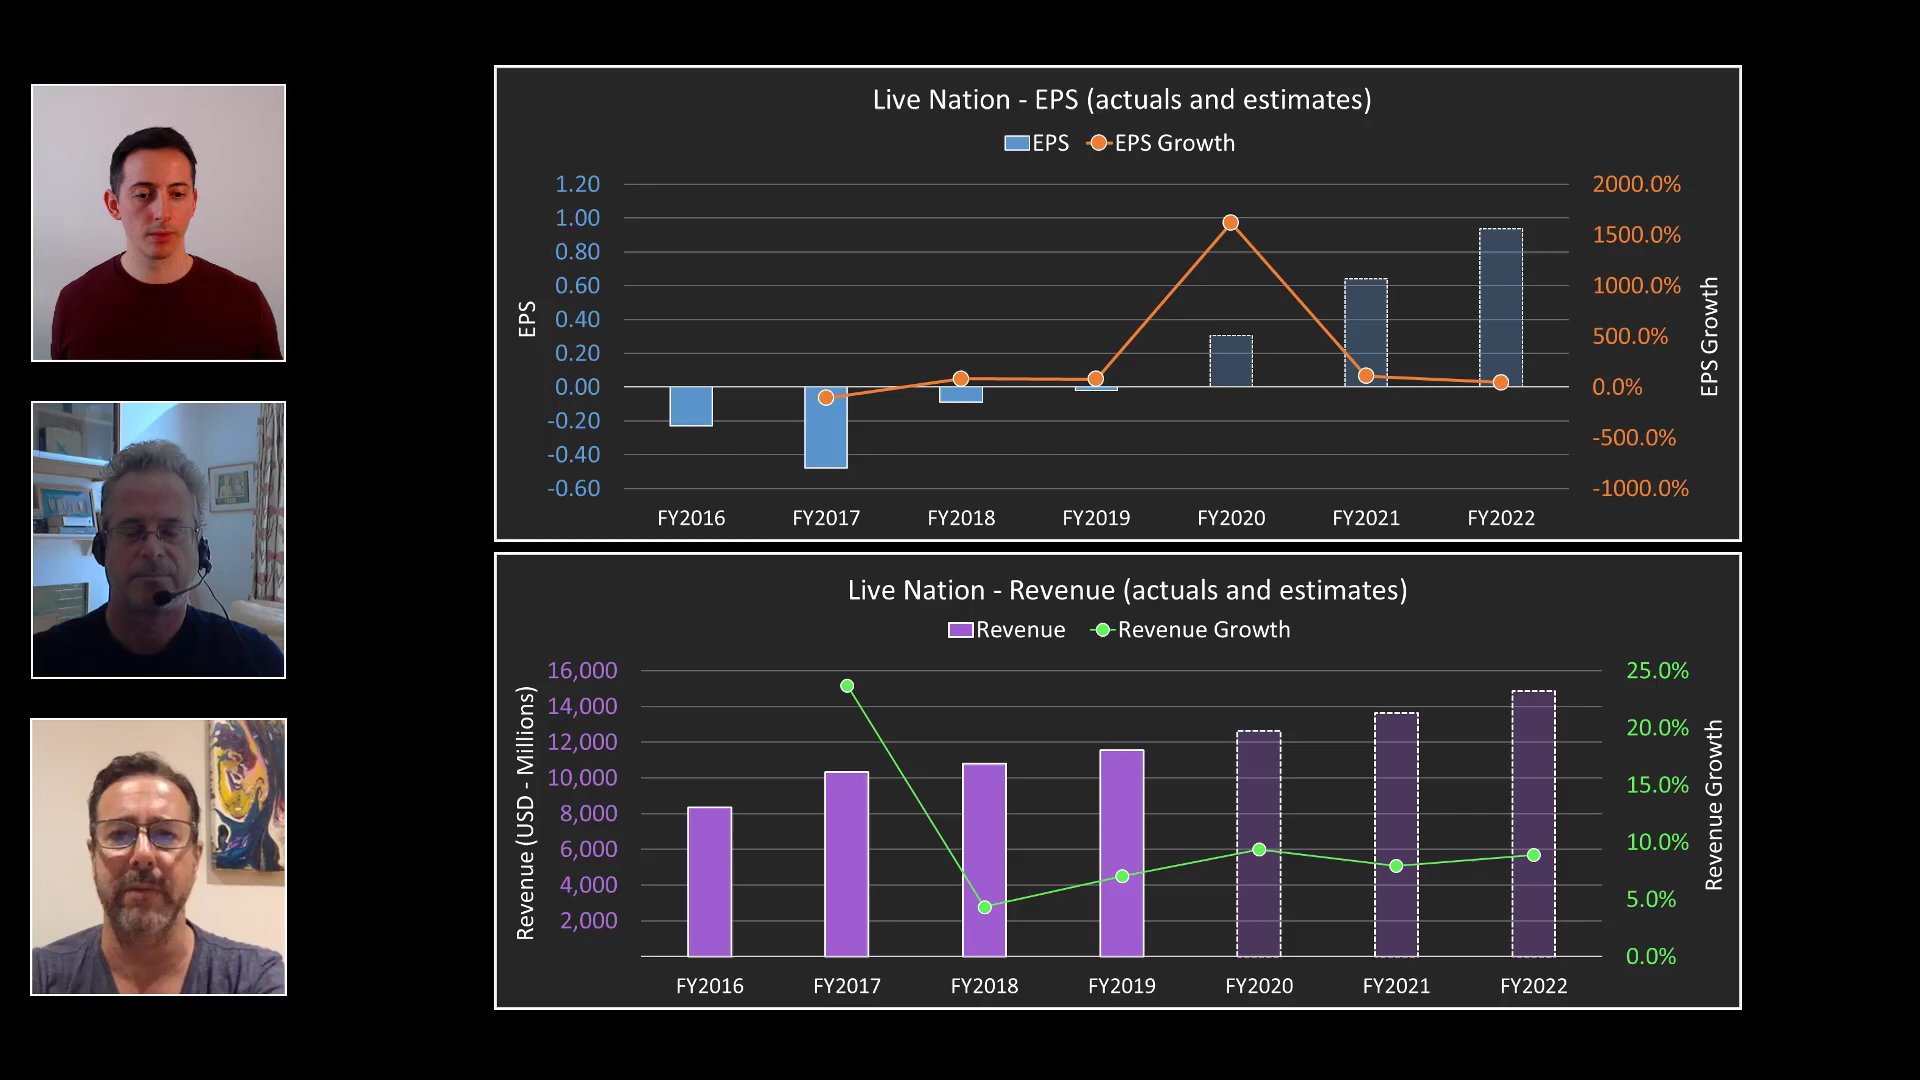 Live Nation - EPS (actuals and estimates)
EPS EPS Growth
1.20 2000.0%
1.00
0.80 1500.0%
0.60 1000.0%
0.40 500.0%
0.20
0.00 0.0%
-0.20
-0.40 -500.0%
-0.60 -1000.0%
EPS
EPS Growth
FY2016 FY2017 FY2018 FY2019 FY2020 FY2021 FY2022
Live Nation - Revenue (actuals and estimates)
Revenue Revenue Growth
16,000 25.0%
14,000 20.0%
12,000
10,000 15.0%
8,000
6,000 10.0%
4,000 5.0%
2,000
0.0%
Revenue (USD - Millions)
Revenue Growth
FY2016 FY2017 FY2018 FY2019 FY2020 FY2021 FY2022